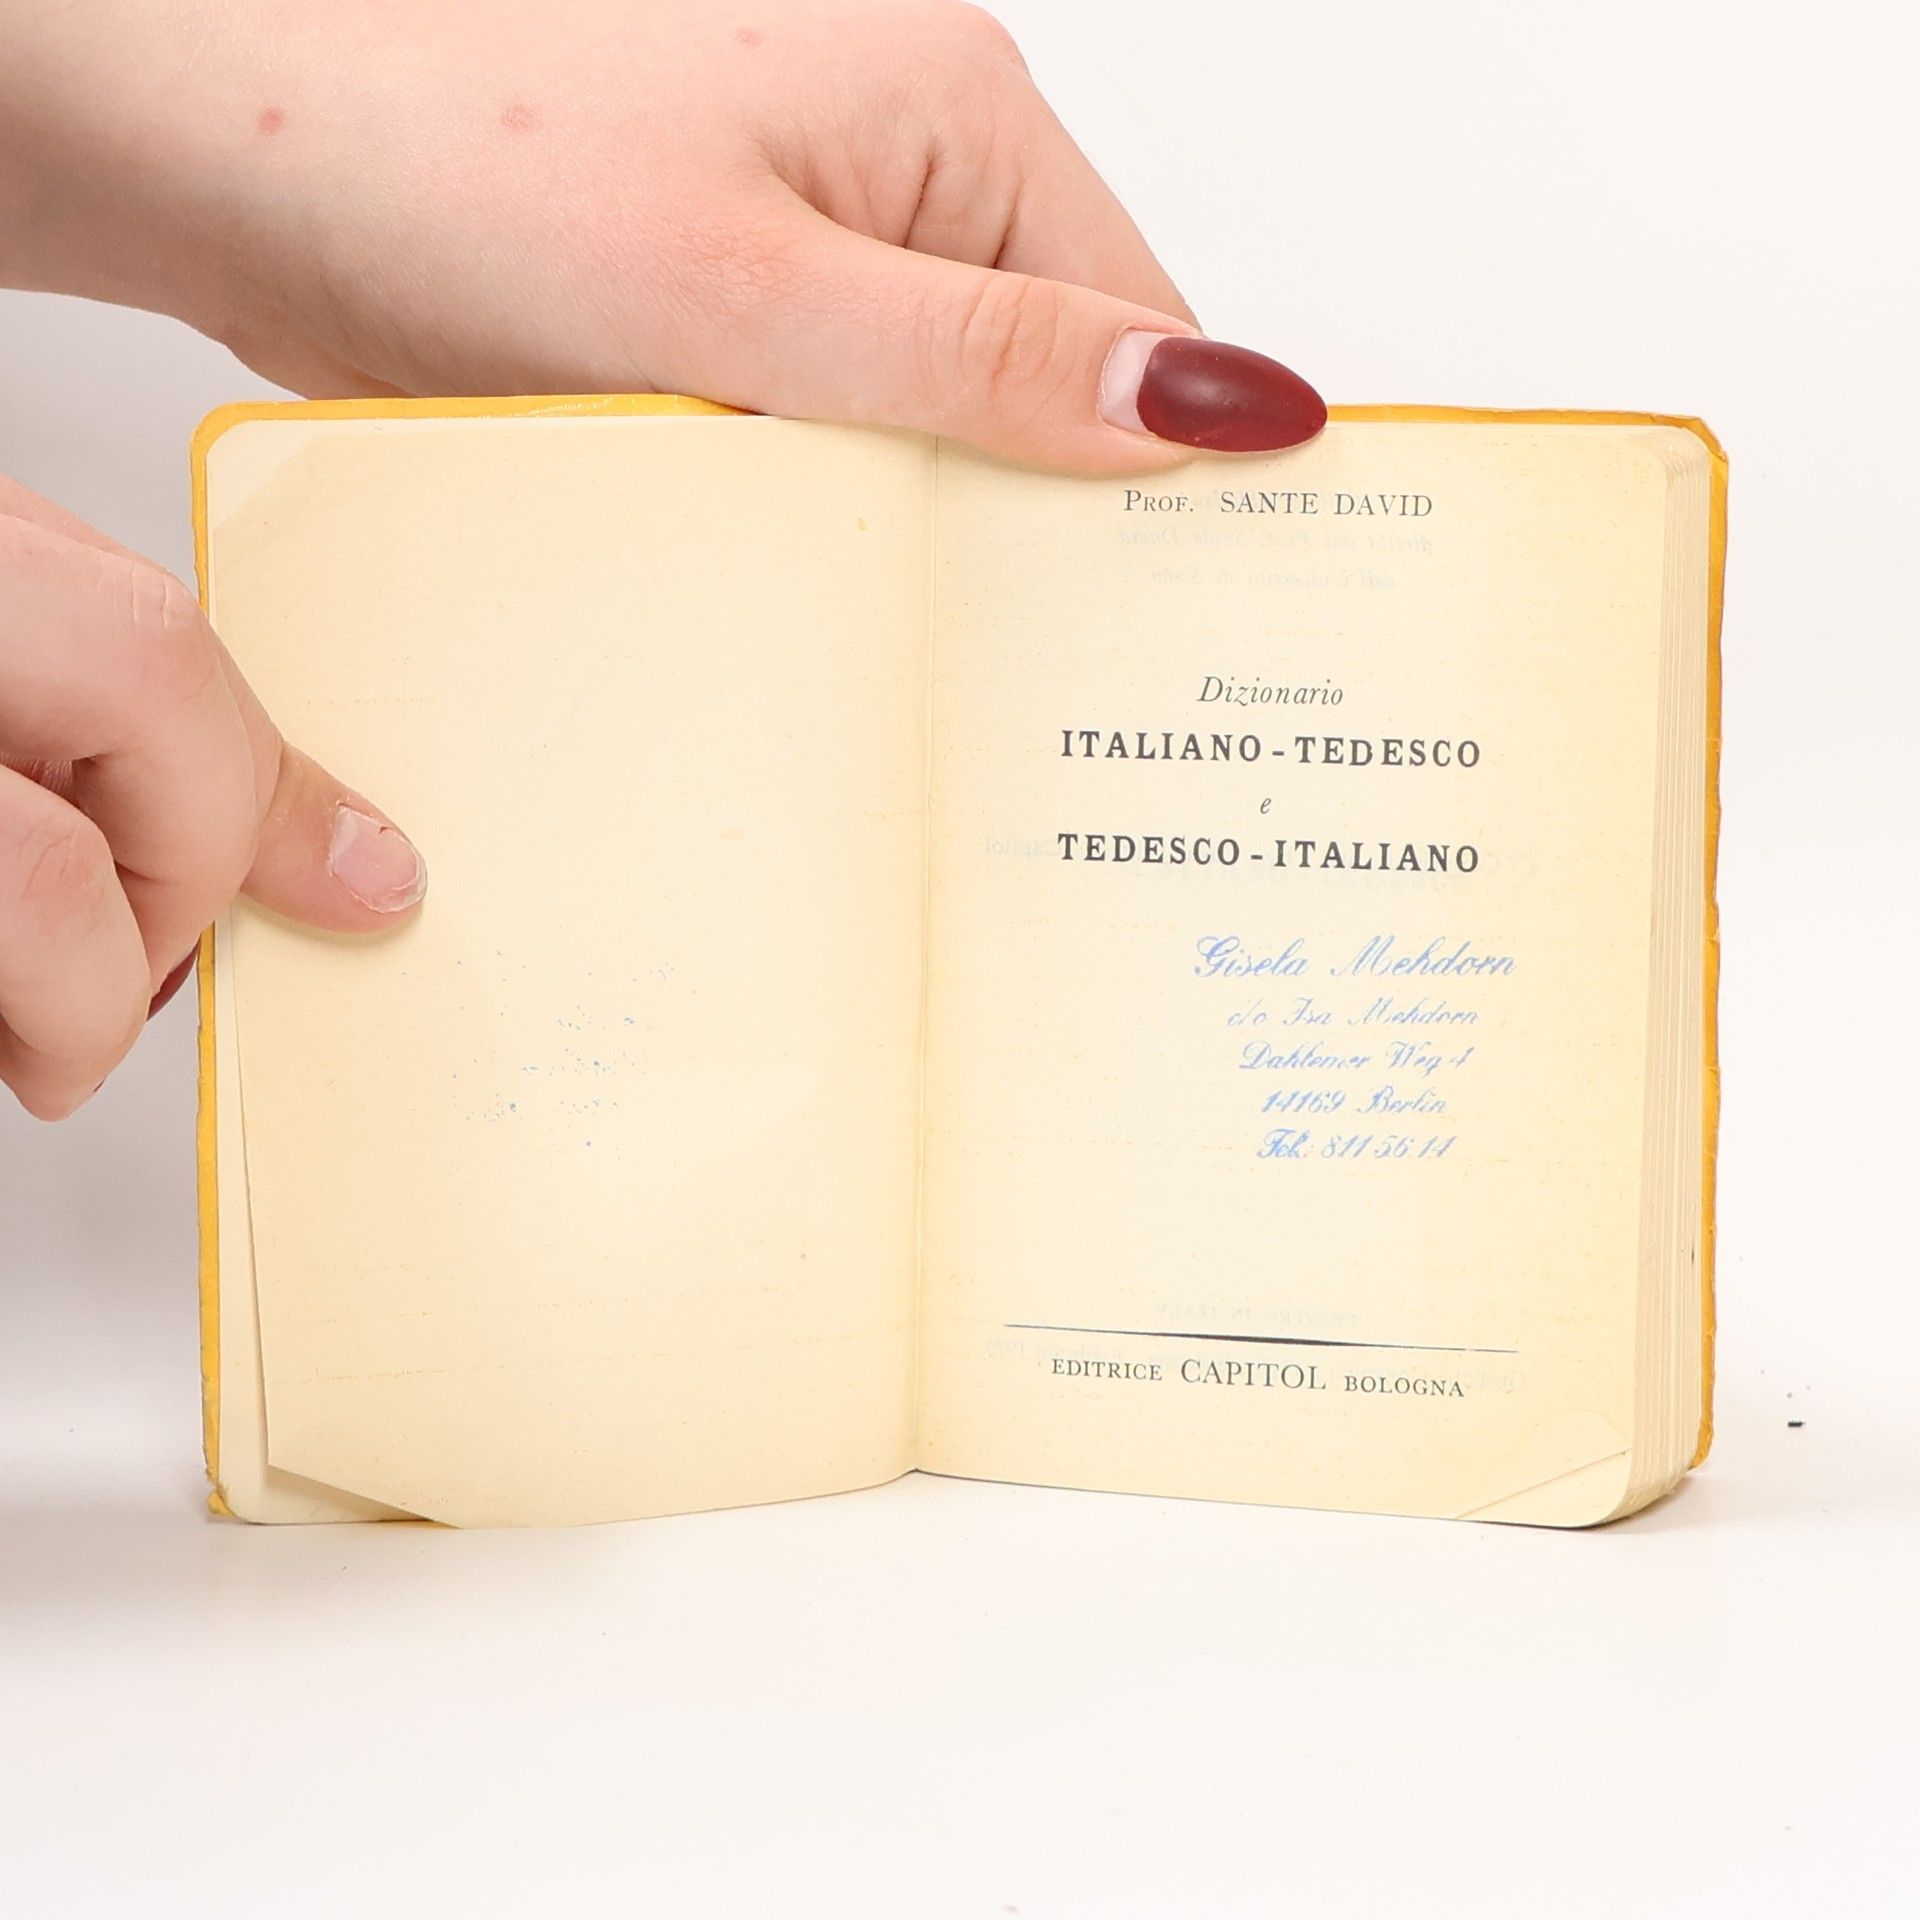 PROF. SANTE DAVID
Dizionario
ITALIANO-TEDESCO
e
TEDESCO-ITALIANO
Gisela Mehdorn
c/o Isa Mehdorn
Dahlemer Weg 4
14169 Berlin
Tel.: 811 56 14
EDITRICE CAPITOL BOLOGNA